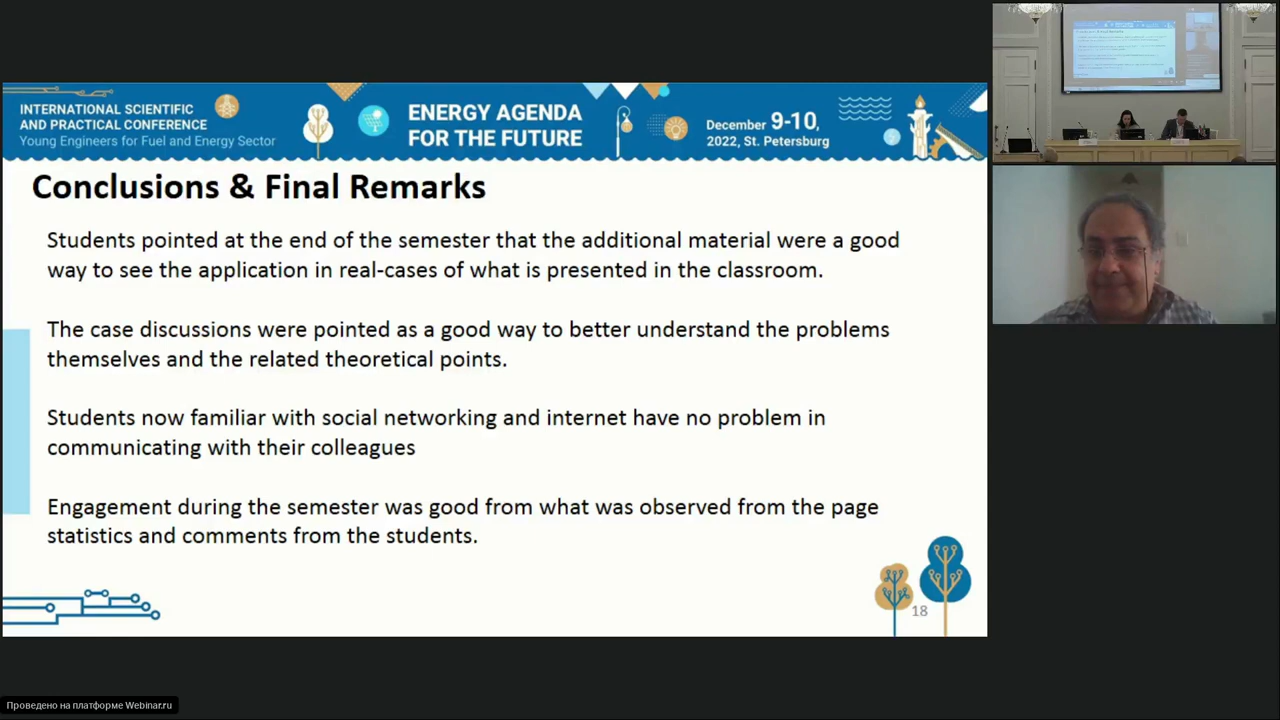 INTERNATIONAL SCIENTIFIC
AND PRACTICAL CONFERENCE
Young Engineers for Fuel and Energy Sector
ENERGY AGENDA
FOR THE FUTURE
December 9-10,
2022, St. Petersburg
Conclusions & Final Remarks
Students pointed at the end of the semester that the additional material were a good
way to see the application in real-cases of what is presented in the classroom.
The case discussions were pointed as a good way to better understand the problems
themselves and the related theoretical points.
Students now familiar with social networking and internet have no problem in
communicating with their colleagues
Engagement during the semester was good from what was observed from the page
statistics and comments from the students.
18
Проведено на платформе Webinar.ru